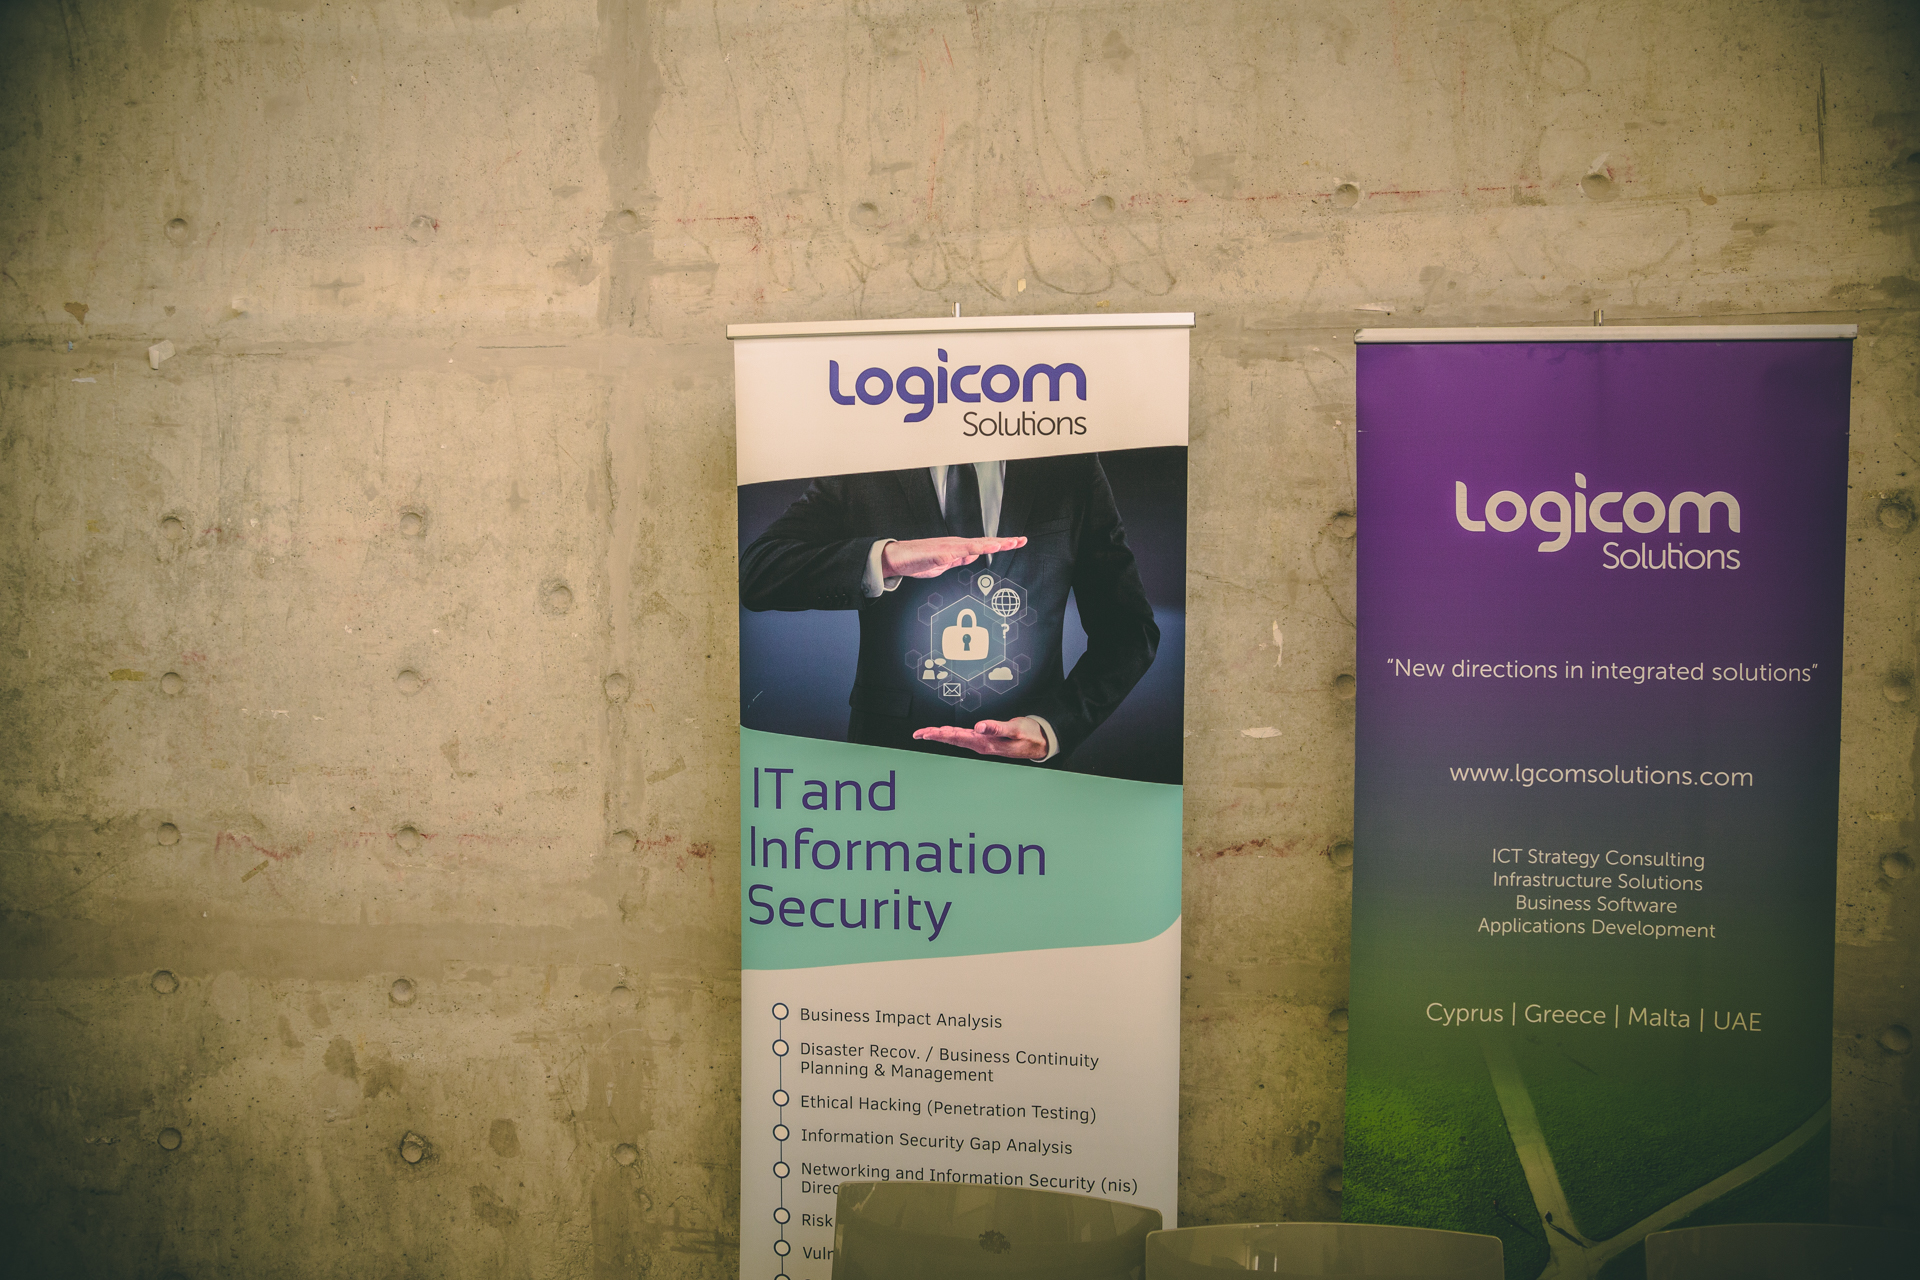 Logicom
Solutions
IT and
Information
Security
Business Impact Analysis
Disaster Recov. / Business Continuity
Planning & Management
Ethical Hacking (Penetration Testing)
Information Security Gap Analysis
Networking and Information Security (nis)
Risk
Logicom
Solutions
"New directions in integrated solutions"
www.lgcomsolutions.com
ICT Strategy Consulting
Infrastructure Solutions
Business Software
Applications Development
Cyprus | Greece | Malta | UAE